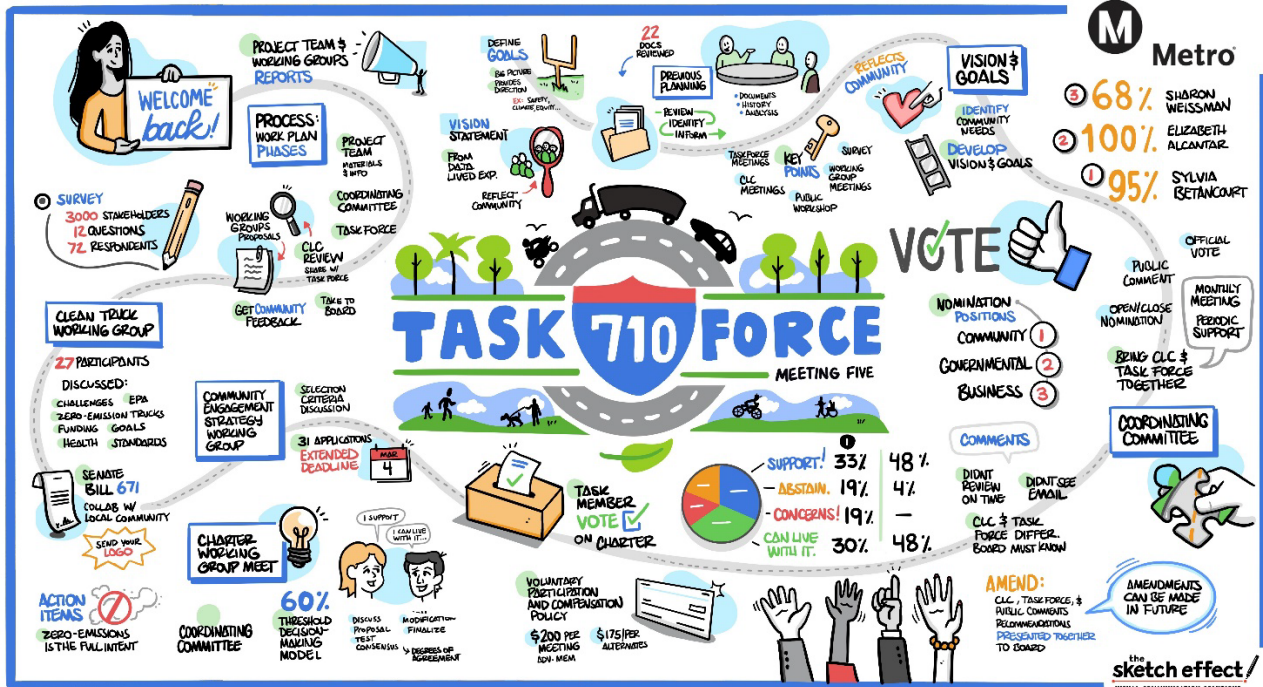 WELCOME
back!
PROJECT TEAM &
WORKING GROUPS
REPORTS
PROCESS:
WORK PLAN
PHASES
PROJECT
TEAM
MATERIALS
& INFO
COORDINATING
COMMITTEE
TASK FORCE
SURVEY
3000 STAKEHOLDERS
12 QUESTIONS
72 RESPONDENTS
WORKING
GROUPS
PROPOSALS
CLC
REVIEW
SHARE W/
TASK FORCE
GET COMMUNITY
FEEDBACK
TAKE TO
BOARD
DEFINE
GOALS
BIG PICTURE
PROVIDES
DIRECTION
EX: SAFETY,
CLIMATE, EQUITY...
VISION
STATEMENT
FROM
DATA
LIVED EXP.
REFLECT
COMMUNITY
22
DOCS
REVIEWED
PREVIOUS
PLANNING
REVIEW
IDENTIFY
INFORM
• DOCUMENTS
• HISTORY
• ANALYSIS
TASKFORCE
MEETINGS
CLC
MEETINGS
KEY
POINTS
SURVEY
WORKING
GROUP
MEETINGS
PUBLIC
WORKSHOP
REFLECTS
COMMUNITY
VISION &
GOALS
IDENTIFY
COMMUNITY
NEEDS
DEVELOP
VISION & GOALS
M
Metro
3 68% SHARON
WEISSMAN
2 100% ELIZABETH
ALCANTAR
1 95% SYLVIA
BETANCOURT
TASK 710 FORCE
MEETING FIVE
VOTE
NOMINATION
POSITIONS
COMMUNITY 1
GOVERNMENTAL 2
BUSINESS 3
OFFICIAL
VOTE
PUBLIC
COMMENT
OPEN/CLOSE
NOMINATION
MONTHLY
MEETING
PERIODIC
SUPPORT
BRING CLC &
TASK FORCE
TOGETHER
COORDINATING
COMMITTEE
CLEAN TRUCK
WORKING GROUP
27 PARTICIPANTS
DISCUSSED:
CHALLENGES EPA
ZERO-EMISSION TRUCKS
FUNDING GOALS
HEALTH STANDARDS
SENATE
BILL 671
COLLAB W/
LOCAL COMMUNITY
SEND YOUR
LOGO
ACTION
ITEMS
ZERO-EMISSIONS
IS THE FULL INTENT
COMMUNITY
ENGAGEMENT
STRATEGY
WORKING
GROUP
SELECTION
CRITERIA
DISCUSSION
31 APPLICATIONS
EXTENDED
DEADLINE
MAR
4
CHARTER
WORKING
GROUP MEET
COORDINATING
COMMITTEE
60%
THRESHOLD
DECISION-
MAKING
MODEL
I SUPPORT
I CAN LIVE
WITH IT...
DISCUSS
PROPOSAL
TEST
CONSENSUS
MODIFICATION
FINALIZE
DEGREES OF
AGREEMENT
TASK
MEMBER
VOTE
ON CHARTER
1
SUPPORT! 33% 48%
ABSTAIN. 19% 4%
CONCERNS! 19% —
CAN LIVE
WITH IT. 30% 48%
VOLUNTARY
PARTICIPATION
AND COMPENSATION
POLICY
$200 PER
MEETING
ADV. MEM
$175/PER
ALTERNATES
COMMENTS
DIDNT
REVIEW
ON TIME
DIDNT SEE
EMAIL
CLC & TASK
FORCE DIFFER.
BOARD MUST KNOW
AMEND:
CLC, TASKFORCE, &
PUBLIC COMMENTS
RECOMMENDATIONS
PRESENTED TOGETHER
TO BOARD
AMENDMENTS
CAN BE MADE
IN FUTURE
the
sketch effect